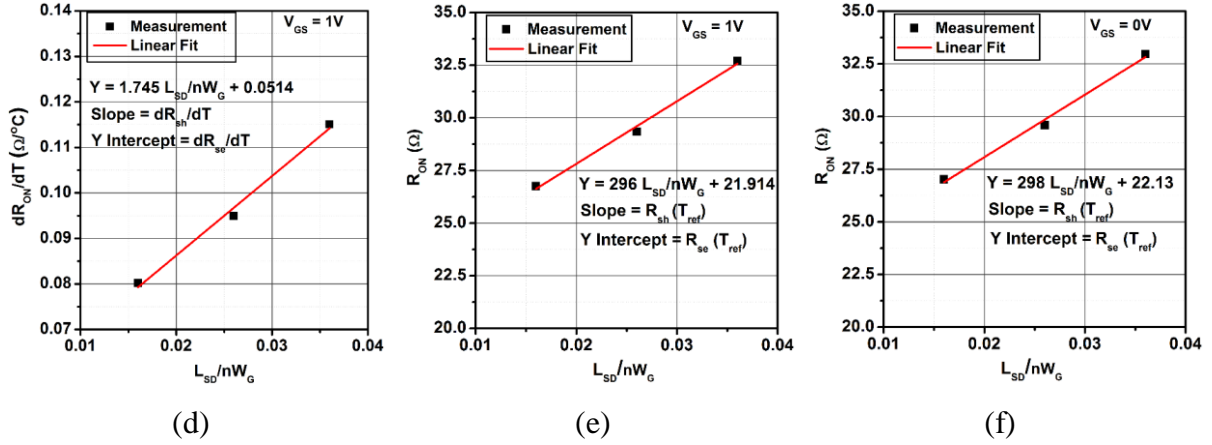 Measurement
Linear Fit
V_GS = 1V
Y = 1.745 L_SD/nW_G + 0.0514
Slope = dR_sh/dT
Y Intercept = dR_se/dT
dR_ON/dT (Ω/°C)
0.14
0.13
0.12
0.11
0.10
0.09
0.08
0.07
0.01 0.02 0.03 0.04
L_SD/nW_G
(d)
Measurement
Linear Fit
V_GS = 1V
Y = 296 L_SD/nW_G + 21.914
Slope = R_sh (T_ref)
Y Intercept = R_se (T_ref)
R_ON (Ω)
35.0
32.5
30.0
27.5
25.0
22.5
20.0
0.01 0.02 0.03 0.04
L_SD/nW_G
(e)
Measurement
Linear Fit
V_GS = 0V
Y = 298 L_SD/nW_G + 22.13
Slope = R_sh (T_ref)
Y Intercept = R_se (T_ref)
R_ON (Ω)
35.0
32.5
30.0
27.5
25.0
22.5
20.0
0.01 0.02 0.03 0.04
L_SD/nW_G
(f)